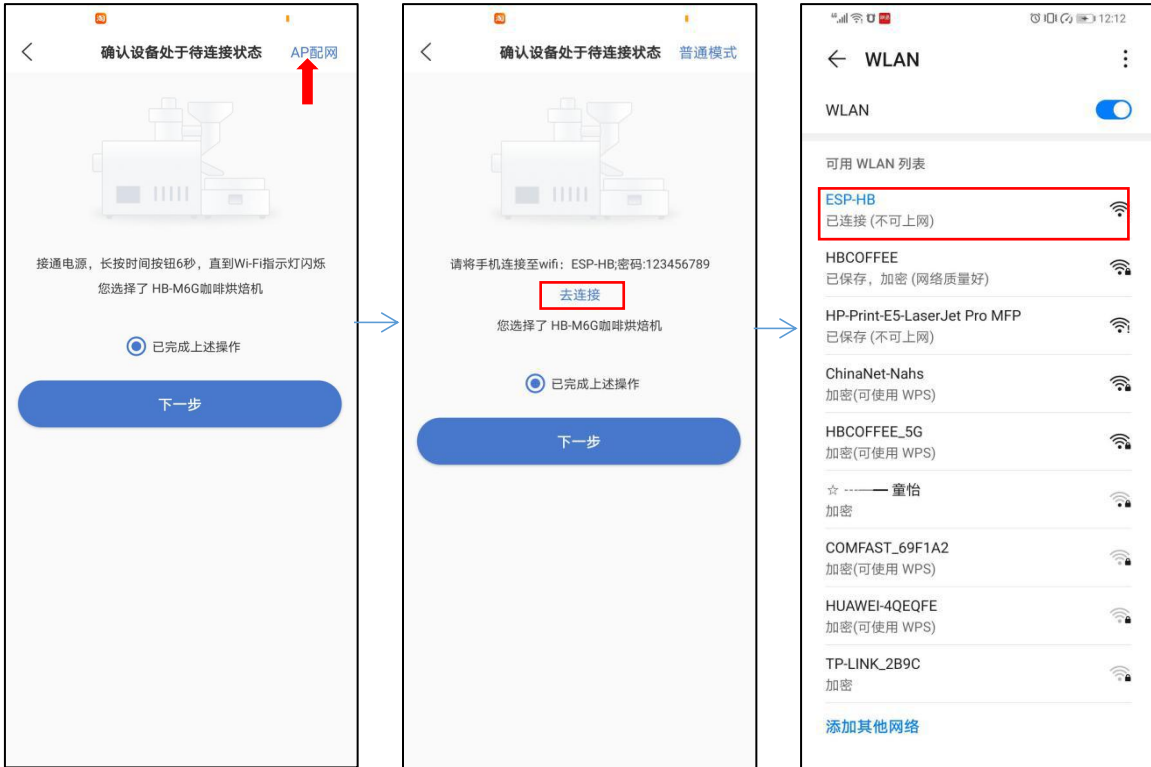 确认设备处于待连接状态
AP配网
接通电源，长按时间按钮6秒，直到Wi-Fi指示灯闪烁
您选择了 HB-M6G咖啡烘焙机
已完成上述操作
下一步
确认设备处于待连接状态
普通模式
请将手机连接至wifi：ESP-HB;密码:123456789
去连接
您选择了 HB-M6G咖啡烘焙机
已完成上述操作
下一步
12:12
WLAN
WLAN
可用 WLAN 列表
ESP-HB
已连接 (不可上网)
HBCOFFEE
已保存，加密 (网络质量好)
HP-Print-E5-LaserJet Pro MFP
已保存 (不可上网)
ChinaNet-Nahs
加密(可使用 WPS)
HBCOFFEE_5G
加密(可使用 WPS)
☆ ---—— 童怡
加密
COMFAST_69F1A2
加密(可使用 WPS)
HUAWEI-4QEQFE
加密(可使用 WPS)
TP-LINK_2B9C
加密
添加其他网络